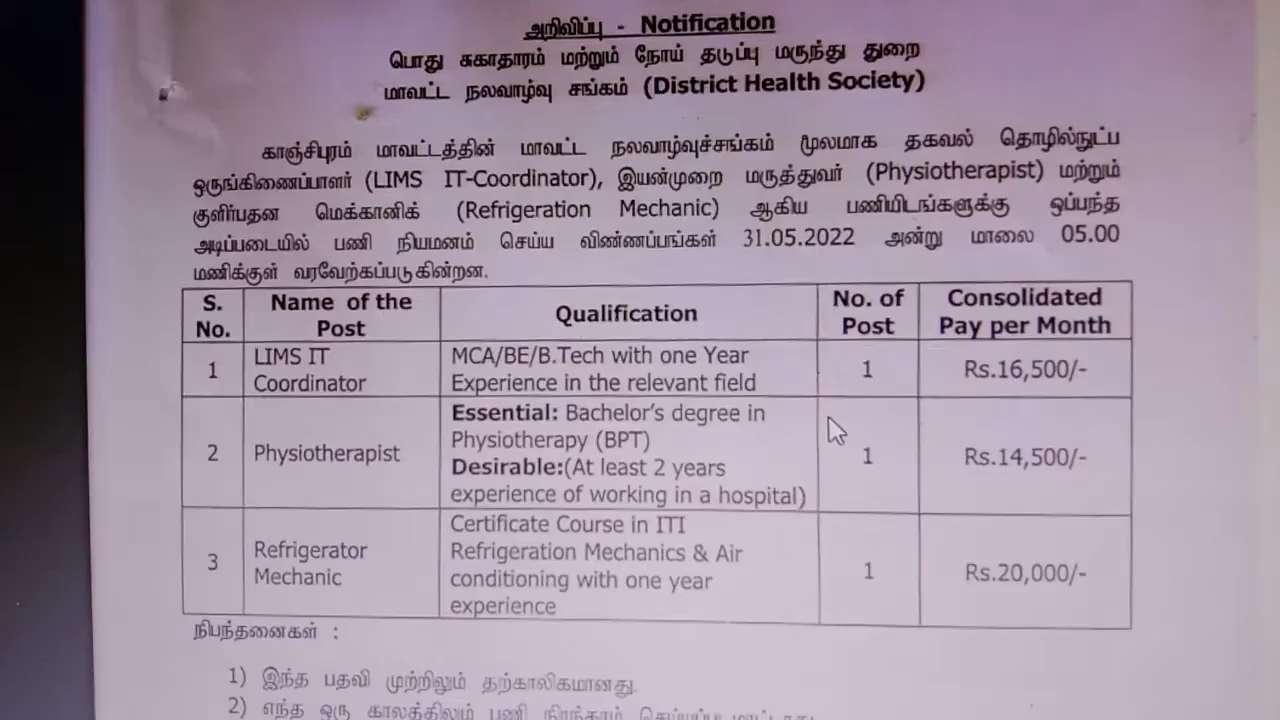 அறிவிப்பு - Notification
பொது சுகாதாரம் மற்றும் நோய் தடுப்பு மருந்து துறை
மாவட்ட நலவாழ்வு சங்கம் (District Health Society)
காஞ்சிபுரம் மாவட்டத்தின் மாவட்ட நலவாழ்வுச்சங்கம் மூலமாக தகவல் தொழில்நுட்ப
ஒருங்கிணைப்பாளர் (LIMS IT-Coordinator), இயன்முறை மருத்துவர் (Physiotherapist) மற்றும்
குளிர்பதன மெக்கானிக் (Refrigeration Mechanic) ஆகிய பணியிடங்களுக்கு ஒப்பந்த
அடிப்படையில் பணி நியமனம் செய்ய விண்ணப்பங்கள் 31.05.2022 அன்று மாலை 05.00
மணிக்குள் வரவேற்கப்படுகின்றன.
S. No. Name of the Post Qualification No. of Post Consolidated Pay per Month
1 LIMS IT Coordinator MCA/BE/B.Tech with one Year Experience in the relevant field 1 Rs.16,500/-
2 Physiotherapist Essential: Bachelor's degree in Physiotherapy (BPT) Desirable:(At least 2 years experience of working in a hospital) 1 Rs.14,500/-
3 Refrigerator Mechanic Certificate Course in ITI Refrigeration Mechanics & Air conditioning with one year experience 1 Rs.20,000/-
நிபந்தனைகள் :
1) இந்த பதவி முற்றிலும் தற்காலிகமானது.
2) எந்த ஒரு காலத்திலும் பணி நிரந்தரம்